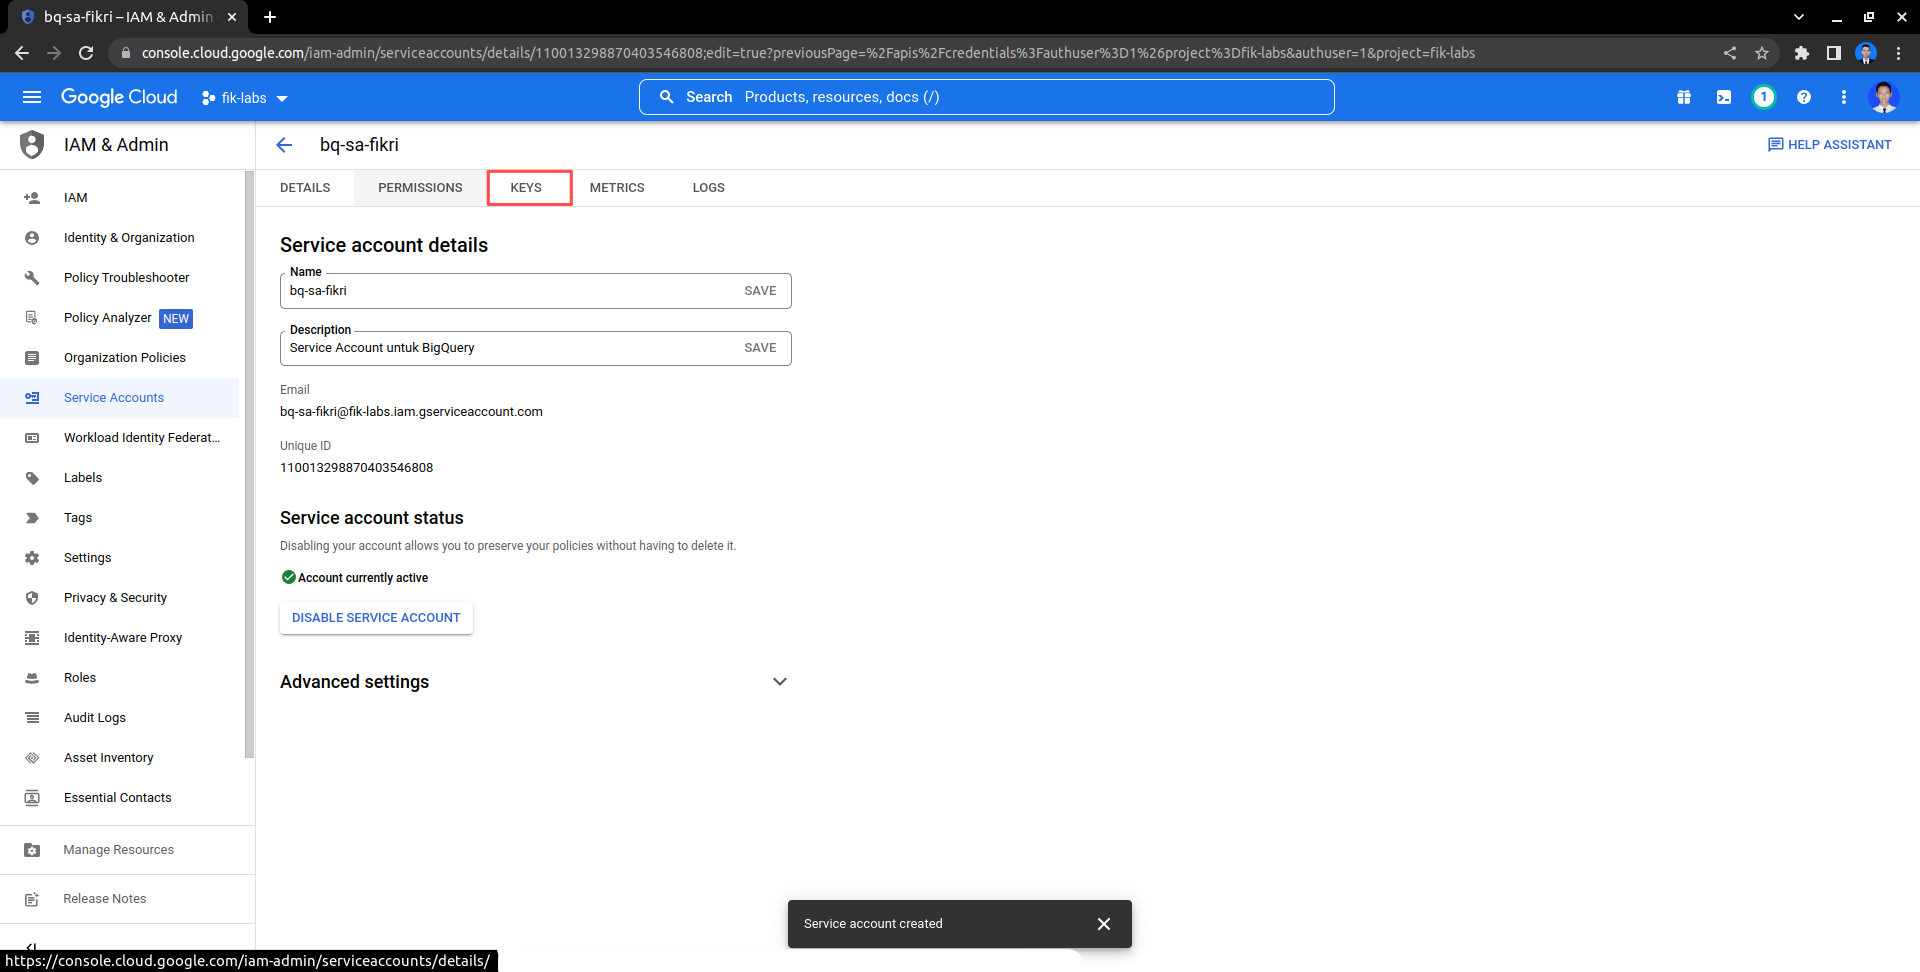 bq-sa-fikri – IAM & Admin
console.cloud.google.com/iam-admin/serviceaccounts/details/110013298870403546808;edit=true?previousPage=%2Fapis%2Fcredentials%3Fauthuser%3D1%26project%3Dfik-labs&authuser=1&project=fik-labs
Google Cloud
fik-labs
Search Products, resources, docs (/)
1
IAM & Admin
bq-sa-fikri
HELP ASSISTANT
DETAILS
PERMISSIONS
KEYS
METRICS
LOGS
IAM
Identity & Organization
Policy Troubleshooter
Policy Analyzer NEW
Organization Policies
Service Accounts
Workload Identity Federat...
Labels
Tags
Settings
Privacy & Security
Identity-Aware Proxy
Roles
Audit Logs
Asset Inventory
Essential Contacts
Manage Resources
Release Notes
Service account details
Name
bq-sa-fikri SAVE
Description
Service Account untuk BigQuery SAVE
Email
bq-sa-fikri@fik-labs.iam.gserviceaccount.com
Unique ID
110013298870403546808
Service account status
Disabling your account allows you to preserve your policies without having to delete it.
Account currently active
DISABLE SERVICE ACCOUNT
Advanced settings
Service account created
https://console.cloud.google.com/iam-admin/serviceaccounts/details/